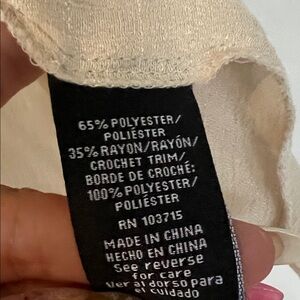 65% POLYESTER/
POLIÉSTER
35% RAYON/RAYÓN/
CROCHET TRIM/
BORDE DE CROCHÉ:
100% POLYESTER/
POLIÉSTER
RN 103715
MADE IN CHINA
HECHO EN CHINA
See reverse
for care
Ver al dorso para
el cuidado